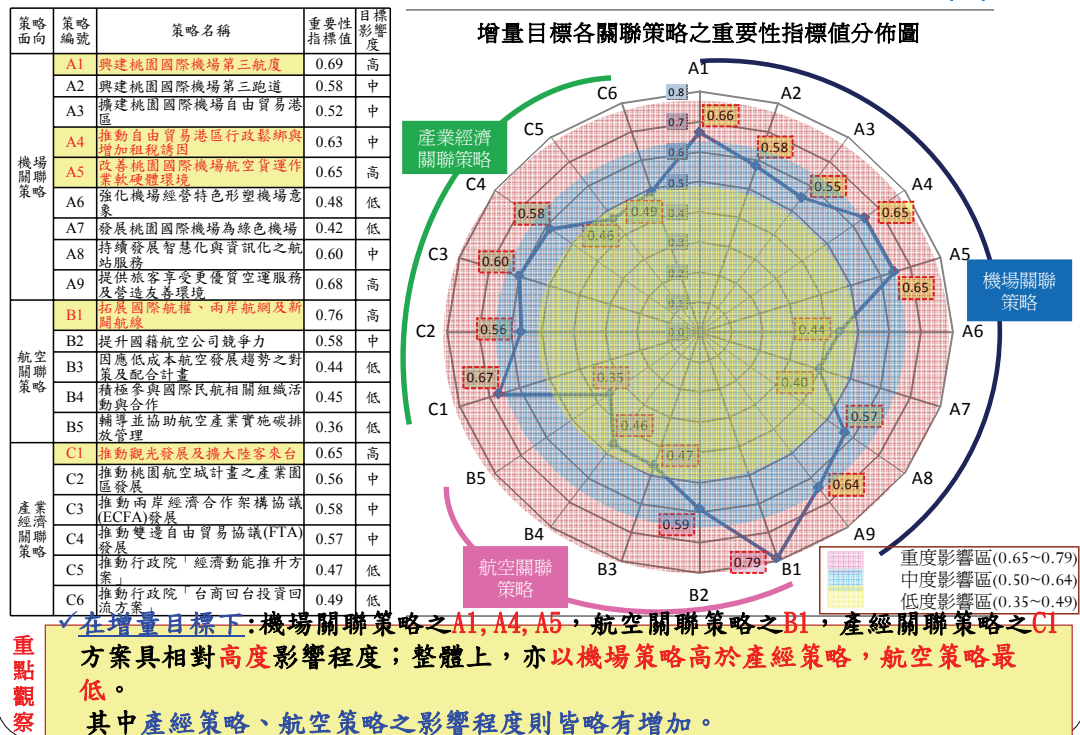 策略面向 策略編號 策略名稱 重要性指標值 目標影響度
機場關聯策略
A1 興建桃園國際機場第三航廈 0.69 高
A2 興建桃園國際機場第三跑道 0.58 中
A3 擴建桃園國際機場自由貿易港區 0.52 中
A4 推動自由貿易港區行政鬆綁與增加租稅誘因 0.63 中
A5 改善桃園國際機場航空貨運作業軟硬體環境 0.65 高
A6 強化機場經營特色形塑機場意象 0.48 低
A7 發展桃園國際機場為綠色機場 0.42 低
A8 持續發展智慧化與資訊化之航站服務 0.60 中
A9 提供旅客享受更優質空運服務及營造友善環境 0.68 高
航空關聯策略
B1 拓展國際航權、兩岸航網及新闢航線 0.76 高
B2 提升國籍航空公司競爭力 0.58 中
B3 因應低成本航空發展趨勢之對策及配合計畫 0.44 低
B4 積極參與國際民航相關組織活動與合作 0.45 低
B5 輔導並協助航空產業實施碳排放管理 0.36 低
產業經濟關聯策略
C1 推動觀光發展及擴大陸客來台 0.65 高
C2 推動桃園航空城計畫之產業園區發展 0.56 中
C3 推動兩岸經濟合作架構協議(ECFA)發展 0.58 中
C4 推動雙邊自由貿易協議(FTA)發展 0.57 中
C5 推動行政院「經濟動能推升方案」 0.47 低
C6 推動行政院「台商回台投資回流方案」 0.49 低
增量目標各關聯策略之重要性指標值分佈圖
A1
A2
A3
A4
A5
A6
A7
A8
A9
B1
B2
B3
B4
B5
C1
C2
C3
C4
C5
C6
0.8
0.7
0.6
0.5
0.4
0.3
0.2
0.1
0.0
0.66
0.58
0.55
0.65
0.65
0.44
0.40
0.57
0.64
0.79
0.59
0.47
0.46
0.35
0.67
0.56
0.60
0.58
0.46
0.49
產業經濟
關聯策略
機場關聯
策略
航空關聯
策略
重度影響區(0.65~0.79)
中度影響區(0.50~0.64)
低度影響區(0.35~0.49)
重點觀察
✓在增量目標下:機場關聯策略之A1,A4,A5，航空關聯策略之B1，產經關聯策略之C1
方案具相對高度影響程度；整體上，亦以機場策略高於產經策略，航空策略最
低。
其中產經策略、航空策略之影響程度則皆略有增加。